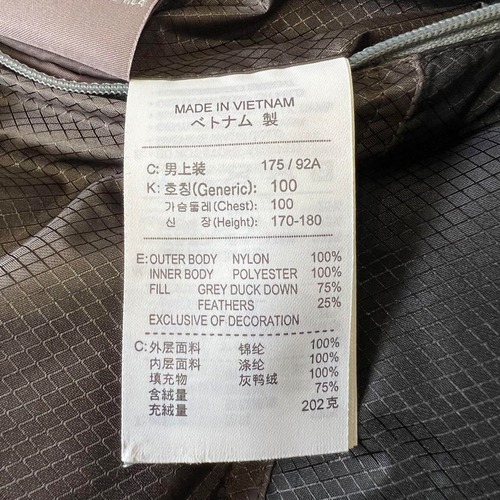 MADE IN VIETNAM
ベトナム 製
C: 男上装 175 / 92A
K: 호칭(Generic): 100
가슴둘레(Chest): 100
신 장(Height): 170-180
E: OUTER BODY NYLON 100%
INNER BODY POLYESTER 100%
FILL GREY DUCK DOWN 75%
FEATHERS 25%
EXCLUSIVE OF DECORATION
C: 外层面料 锦纶 100%
内层面料 涤纶 100%
填充物 灰鸭绒 100%
含绒量 75%
充绒量 202克